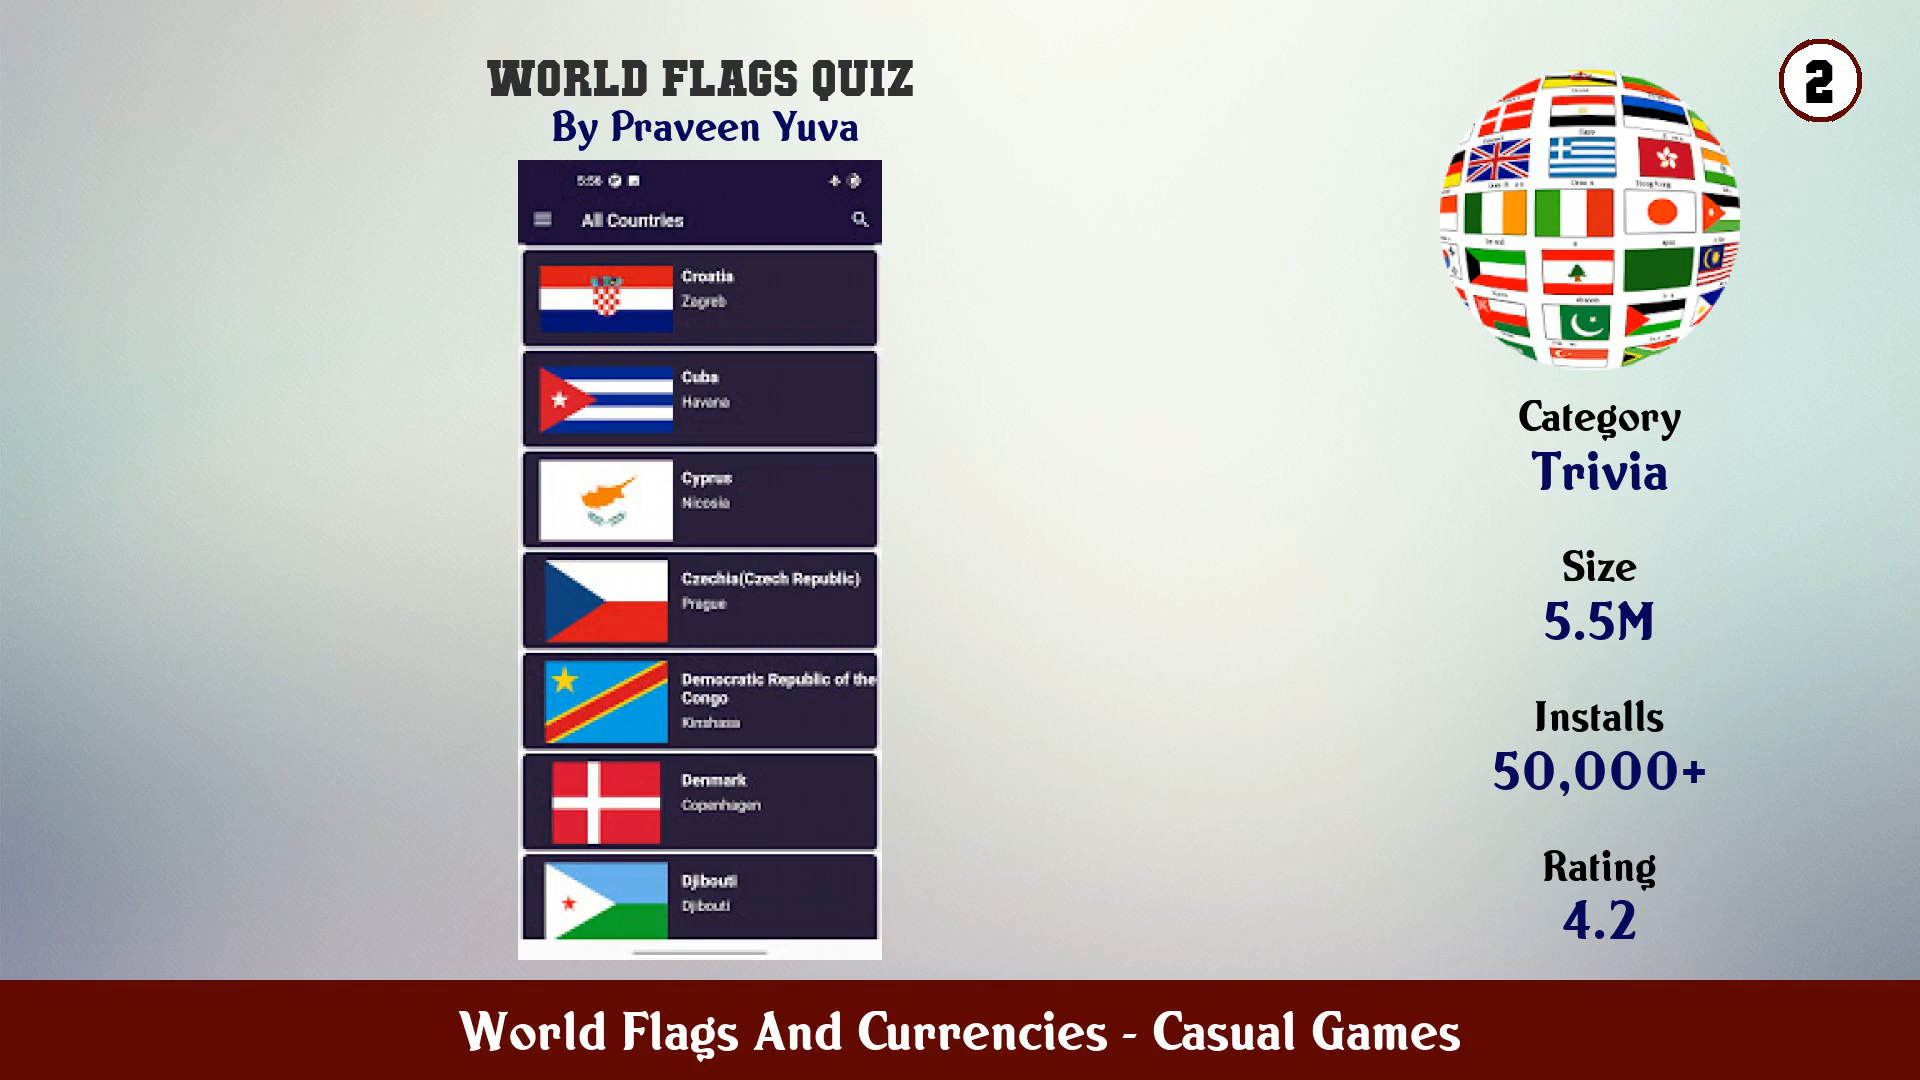 WORLD FLAGS QUIZ
By Praveen Yuva
2
5:56
All Countries
Croatia
Zagreb
Cuba
Havana
Cyprus
Nicosia
Czechia(Czech Republic)
Prague
Democratic Republic of the
Congo
Kinshasa
Denmark
Copenhagen
Djibouti
Djibouti
Category
Trivia
Size
5.5M
Installs
50,000+
Rating
4.2
World Flags And Currencies - Casual Games